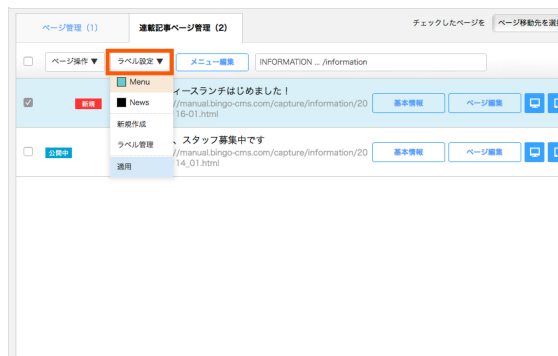 ページ管理（1） 連載記事ページ管理（2） チェックしたページを ページ移動先を選
ページ操作 ▼ ラベル設定 ▼ メニュー編集 INFORMATION ... /information
Menu
News
新規作成
ラベル管理
適用
新規 ィースランチはじめました！
//manual.bingo-cms.com/capture/information/20
16-01.html
基本情報 ページ編集
公開中 、スタッフ募集中です
//manual.bingo-cms.com/capture/information/20
14_01.html
基本情報 ページ編集